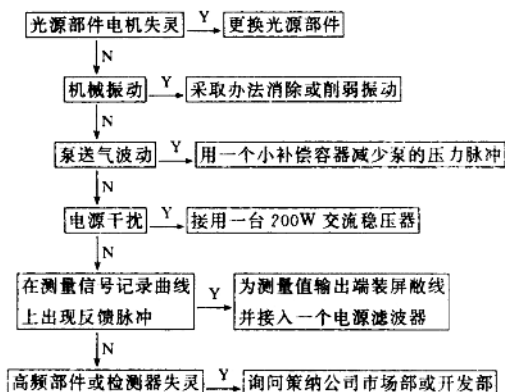 光源部件电机失灵 Y 更换光源部件
N
机械振动 Y 采取办法消除或削弱振动
N
泵送气波动 Y 用一个小补偿容器减少泵的压力脉冲
N
电源干扰 Y 接用一台200W交流稳压器
N
在测量信号记录曲线
上出现反馈脉冲
Y
为测量值输出端装屏敝线
并接入一个电源滤波器
N
高频部件或检测器失灵 Y 询问策纳公司市场部或开发部